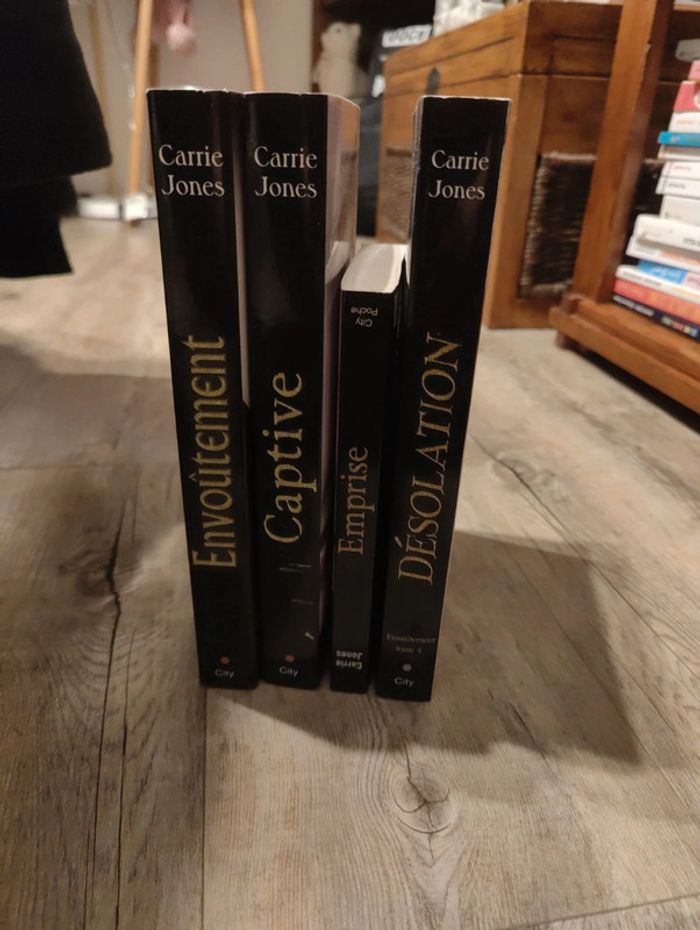 Carrie
Jones
Envoûtement
City
Carrie
Jones
Captive
City
City
Poche
Emprise
Carrie
Jones
Carrie
Jones
DÉSOLATION
Envoûtement
tome 4
City